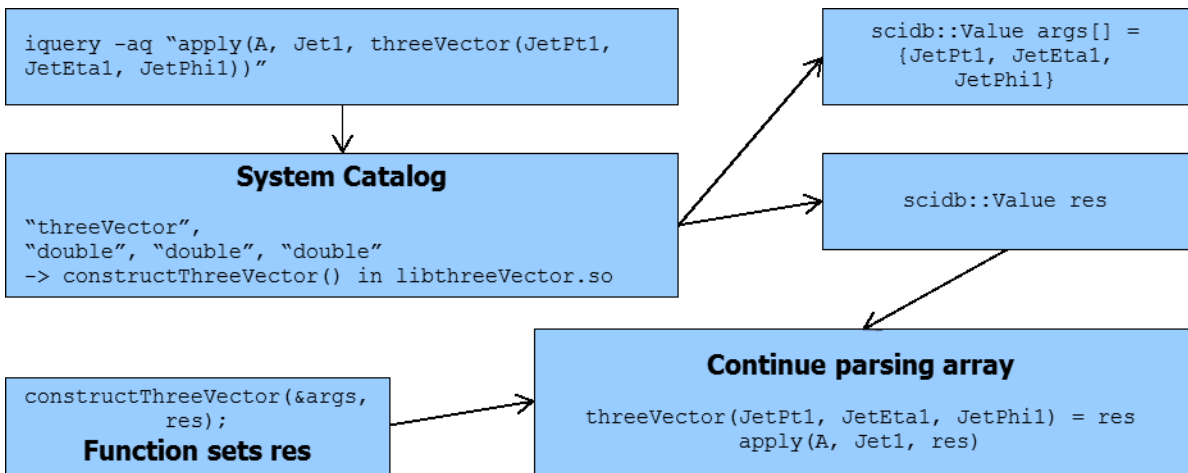 iquery -aq “apply(A, Jet1, threeVector(JetPt1,
JetEta1, JetPhi1))”
scidb::Value args[] =
{JetPt1, JetEta1,
JetPhi1}
System Catalog
“threeVector”,
“double”, “double”, “double”
-> constructThreeVector() in libthreeVector.so
scidb::Value res
constructThreeVector(&args,
res);
Function sets res
Continue parsing array
threeVector(JetPt1, JetEta1, JetPhi1) = res
apply(A, Jet1, res)